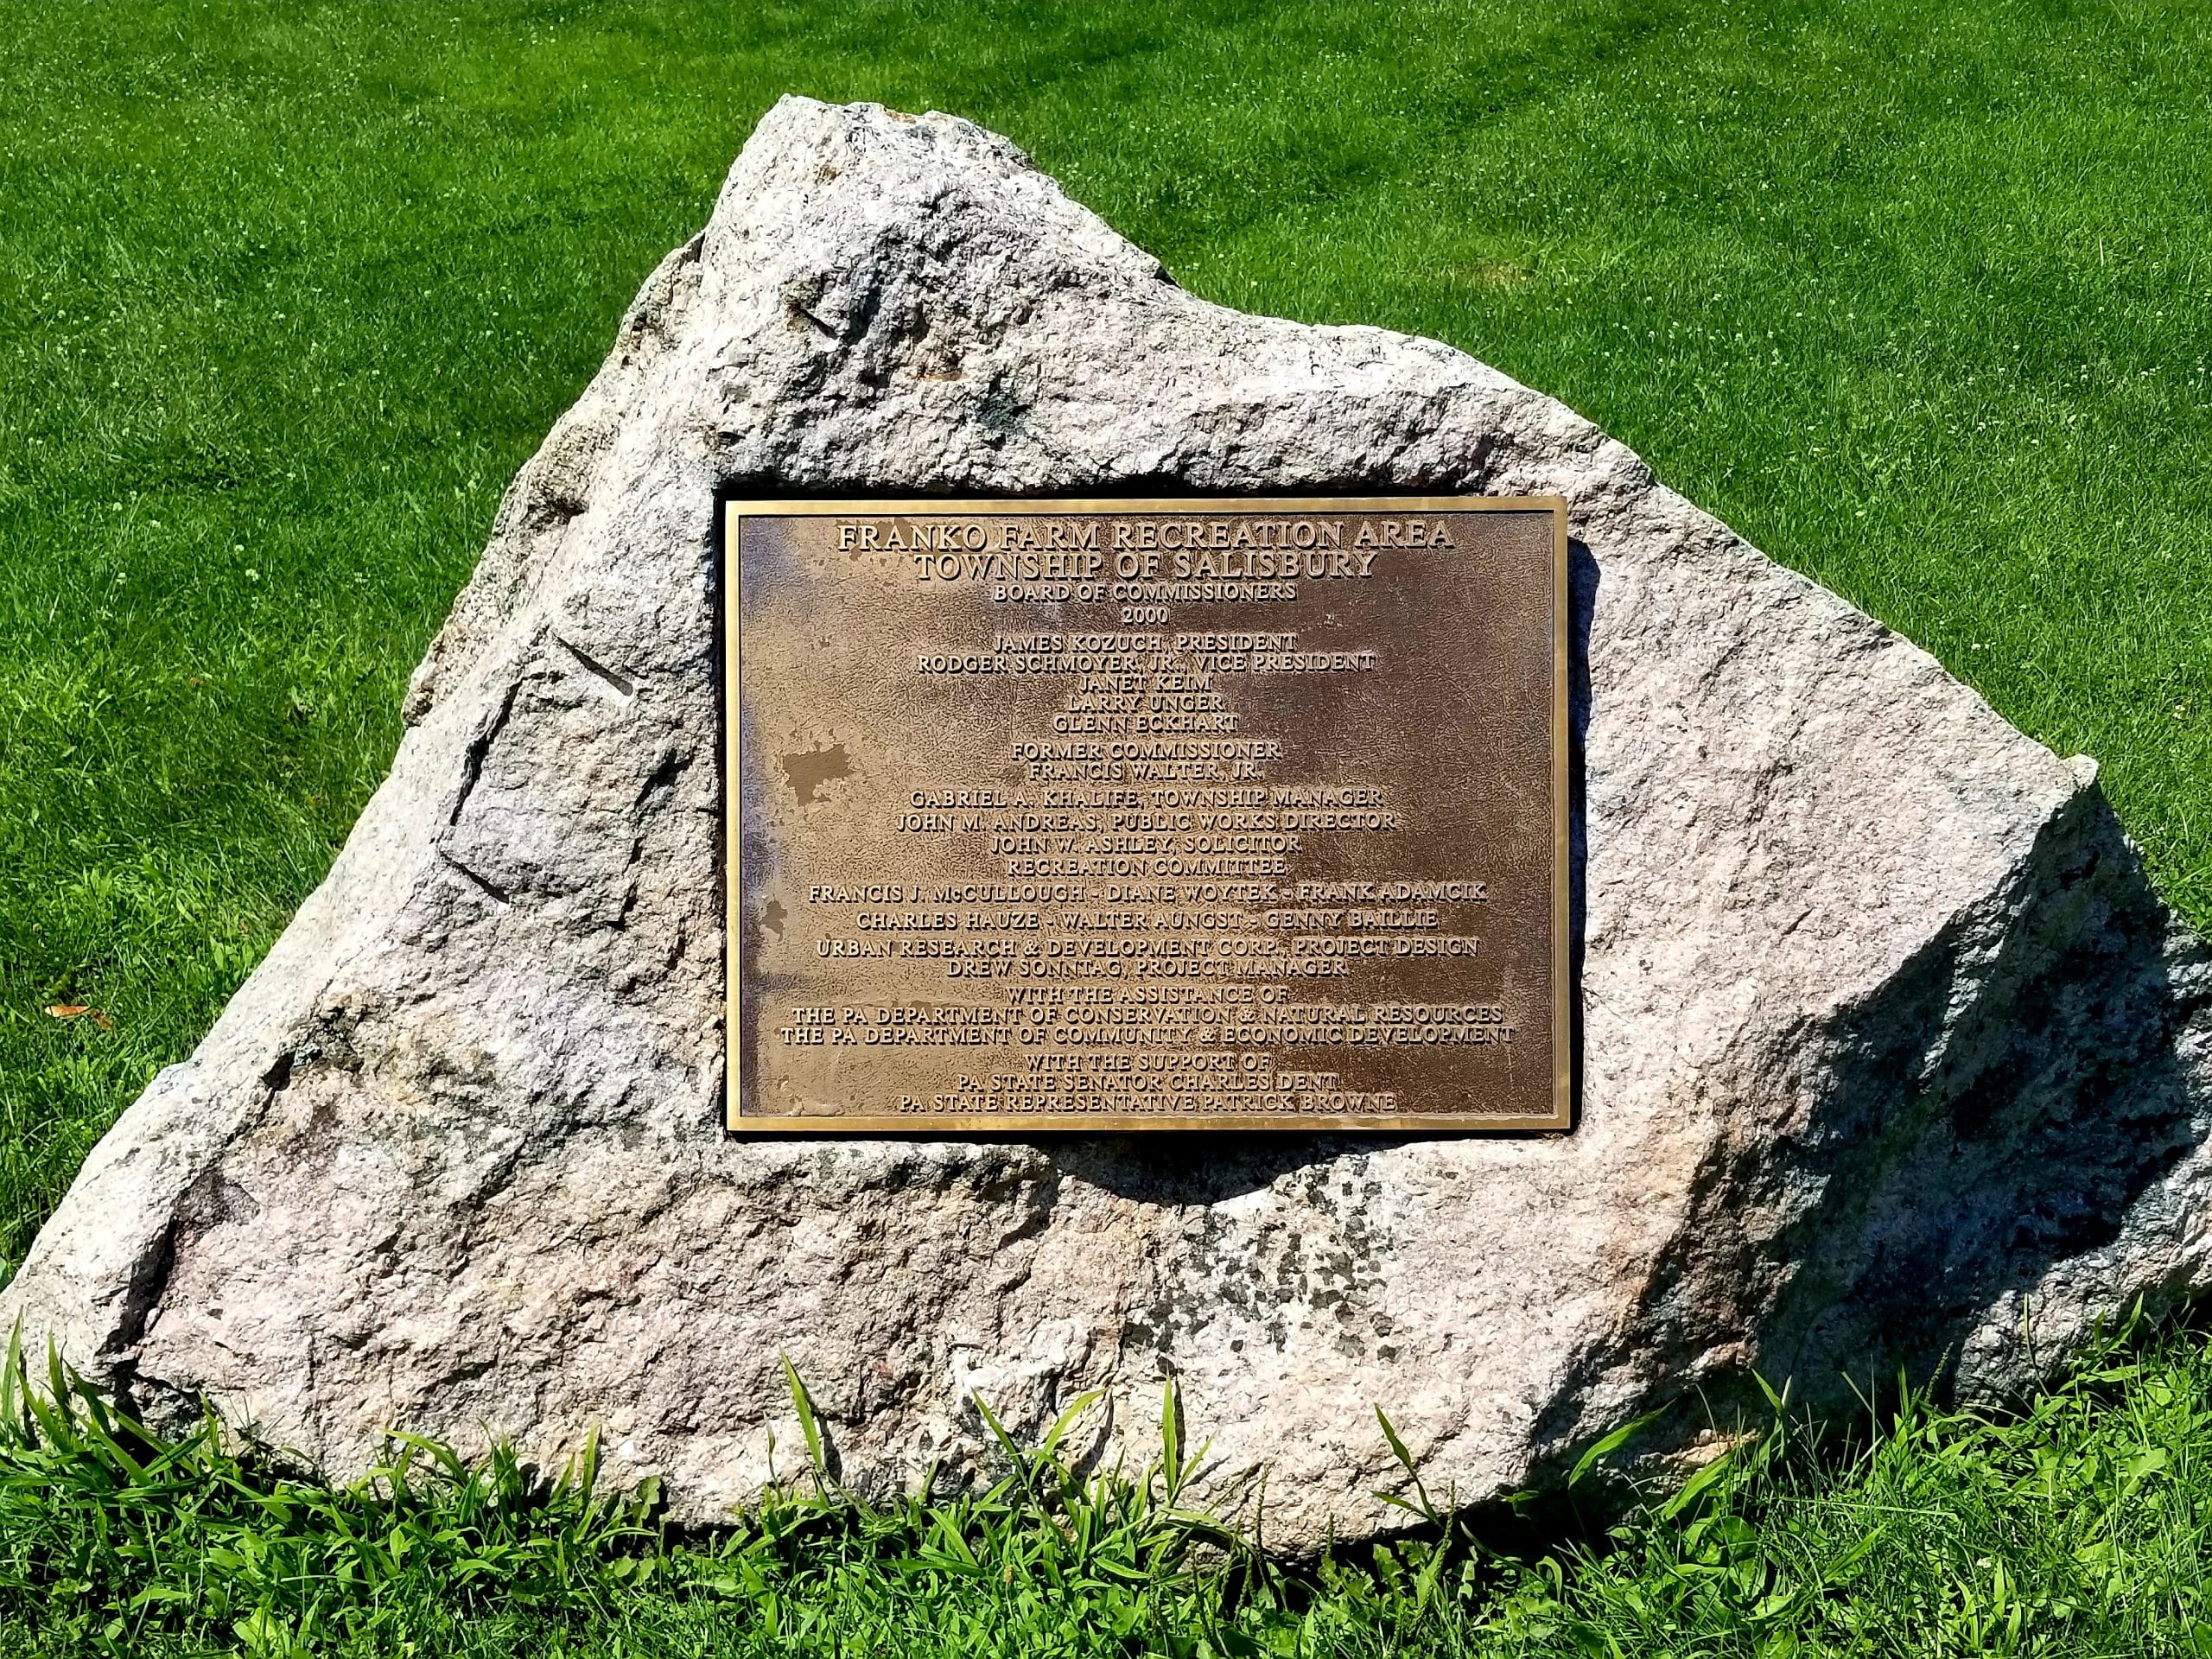 FRANKO FARM RECREATION AREA
TOWNSHIP OF SALISBURY
BOARD OF COMMISSIONERS
2000
JAMES KOZUCH, PRESIDENT
RODGER SCHMOYER, JR., VICE PRESIDENT
JANET KEIM
LARRY UNGER
GLENN ECKHART
FORMER COMMISSIONER
FRANCIS WALTER, JR.
GABRIEL A. KHALIFE, TOWNSHIP MANAGER
JOHN M. ANDREAS, PUBLIC WORKS DIRECTOR
JOHN W. ASHLEY, SOLICITOR
RECREATION COMMITTEE
FRANCIS J. McCULLOUGH - DIANE WOYTEK - FRANK ADAMCIK
CHARLES HAUZE - WALTER AUNGST - GENNY BAILLIE
URBAN RESEARCH & DEVELOPMENT CORP., PROJECT DESIGN
DREW SONNTAG, PROJECT MANAGER
WITH THE ASSISTANCE OF
THE PA DEPARTMENT OF CONSERVATION & NATURAL RESOURCES
THE PA DEPARTMENT OF COMMUNITY & ECONOMIC DEVELOPMENT
WITH THE SUPPORT OF
PA STATE SENATOR CHARLES DENT
PA STATE REPRESENTATIVE PATRICK BROWNE